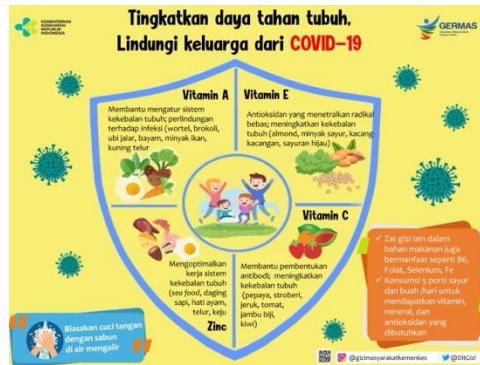 KEMENTERIAN
KESEHATAN
REPUBLIK
INDONESIA
Tingkatkan daya tahan tubuh,
Lindungi keluarga dari COVID-19
GERMAS
Vitamin A
Membantu mengatur sistem
kekebalan tubuh; perlindungan
terhadap infeksi (wortel, brokoli,
ubi jalar, bayam, minyak ikan,
kuning telur
Vitamin E
Antioksidan yang menetralkan radikal
bebas; meningkatkan kekebalan
tubuh (almond, minyak sayur, kacang-
kacangan, sayuran hijau)
Mengoptimalkan
kerja sistem
kekebalan tubuh
(sea food, daging
sapi, hati ayam,
telur, keju
Zinc
Vitamin C
Membantu pembentukan
antibodi; meningkatkan
kekebalan tubuh
(pepaya, stroberi,
jeruk, tomat,
jambu biji,
kiwi)
Zat gizi lain dalam
bahan makanan juga
bermanfaat seperti B6,
Folat, Selenium, Fe
Konsumsi 5 porsi sayur
dan buah /hari untuk
mendapatkan vitamin,
mineral, dan
antioksidan yang
dibutuhkan
Biasakan cuci tangan
dengan sabun
di air mengalir
@gizimasyarakatkemenkes
@DitGizi